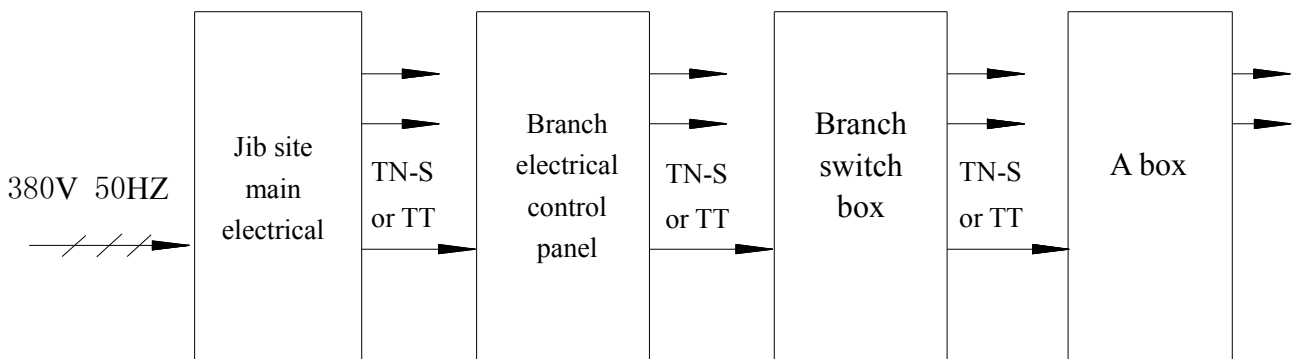 380V 50HZ
Jib site
main
electrical
TN-S
or TT
Branch
electrical
control
panel
TN-S
or TT
Branch
switch
box
TN-S
or TT
A box